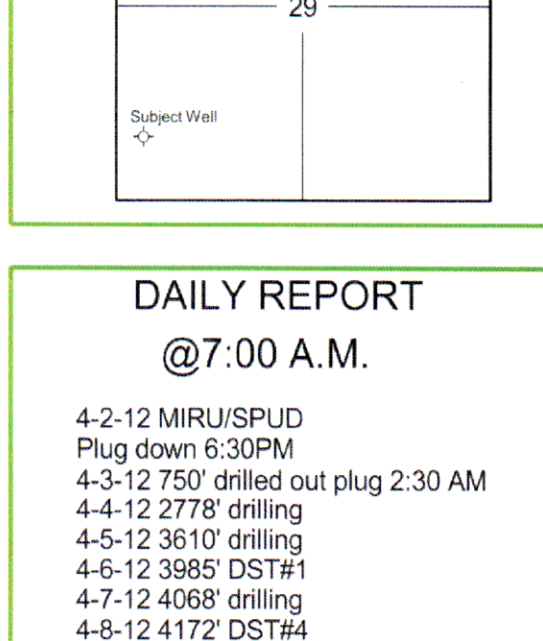 29
Subject Well
DAILY REPORT
@7:00 A.M.
4-2-12 MIRU/SPUD
Plug down 6:30PM
4-3-12 750' drilled out plug 2:30 AM
4-4-12 2778' drilling
4-5-12 3610' drilling
4-6-12 3985' DST#1
4-7-12 4068' drilling
4-8-12 4172' DST#4